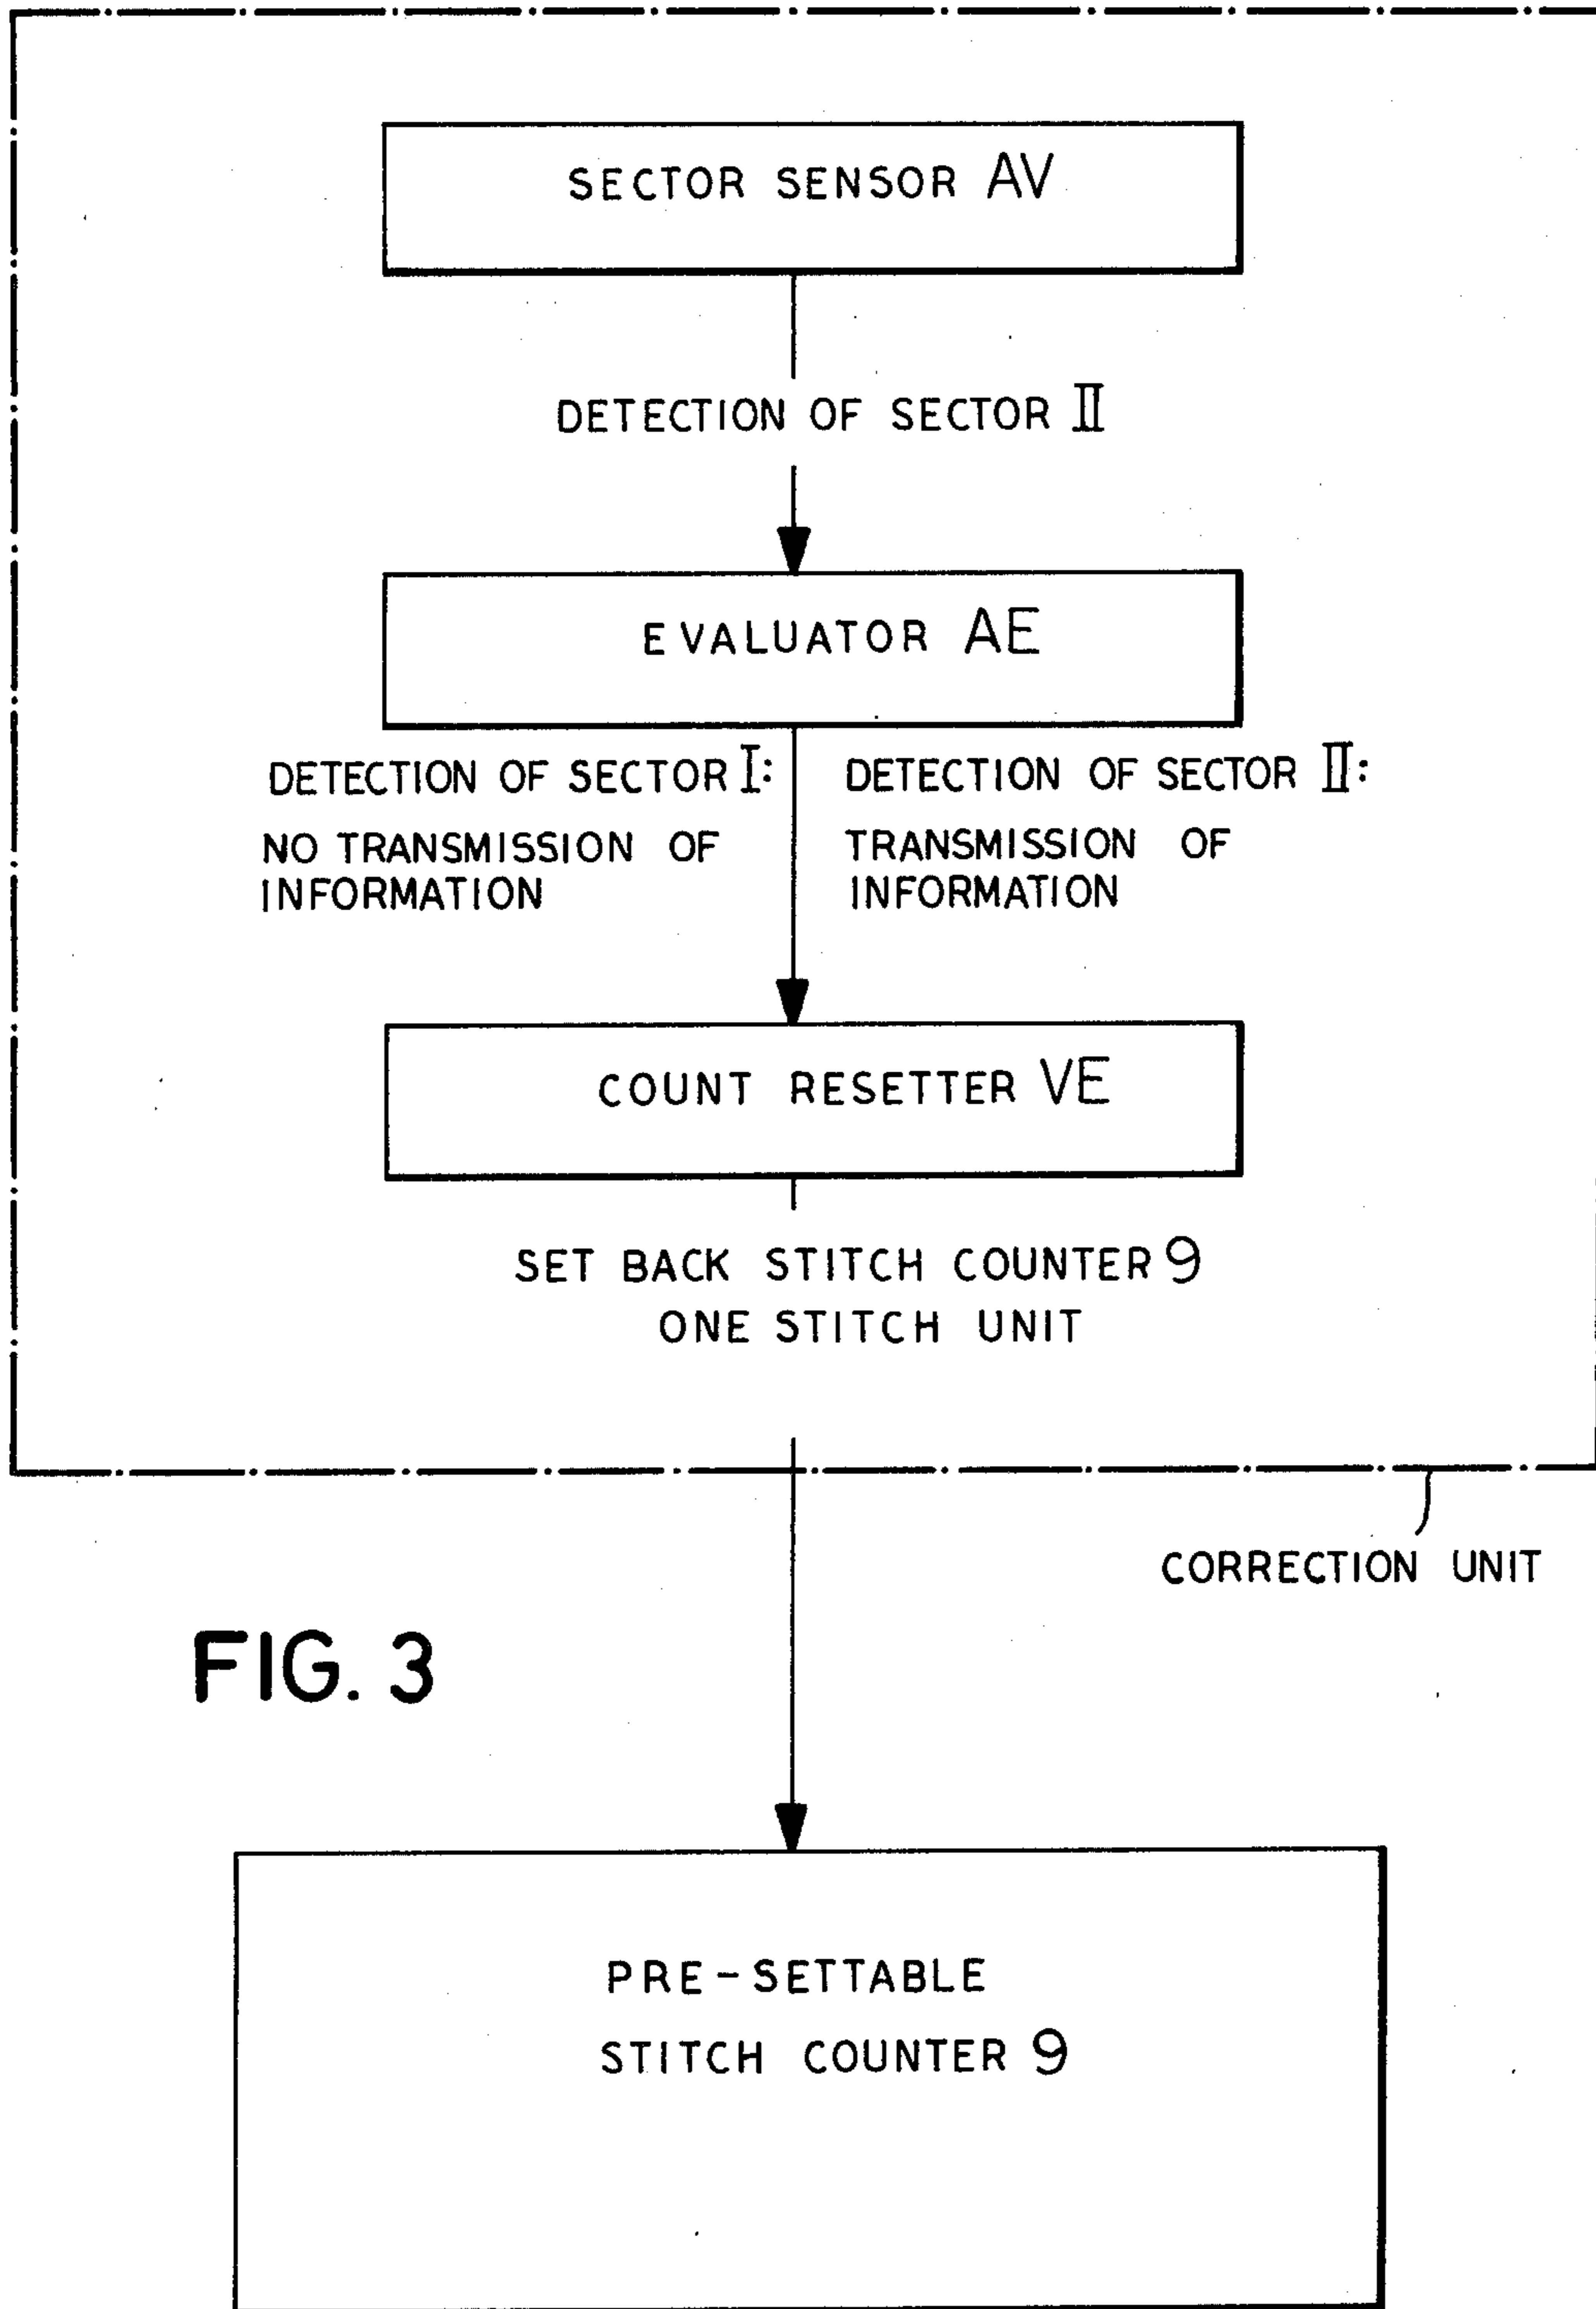 SECTOR SENSOR AV
DETECTION OF SECTOR II
EVALUATOR AE
DETECTION OF SECTOR I:
NO TRANSMISSION OF
INFORMATION
DETECTION OF SECTOR II:
TRANSMISSION OF
INFORMATION
COUNT RESETTER VE
SET BACK STITCH COUNTER 9
ONE STITCH UNIT
CORRECTION UNIT
FIG. 3
PRE-SETTABLE
STITCH COUNTER 9